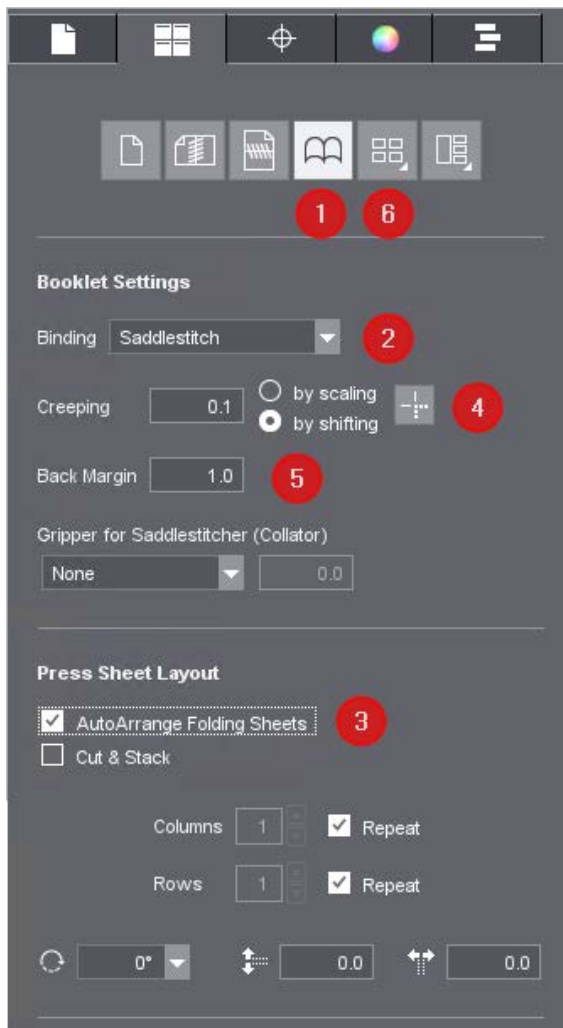 1
6
Booklet Settings
Binding Saddlestitch 2
Creeping 0.1 by scaling
by shifting 4
Back Margin 1.0 5
Gripper for Saddlestitcher (Collator)
None 0.0
Press Sheet Layout
AutoArrange Folding Sheets 3
Cut & Stack
Columns 1 Repeat
Rows 1 Repeat
0° 0.0 0.0